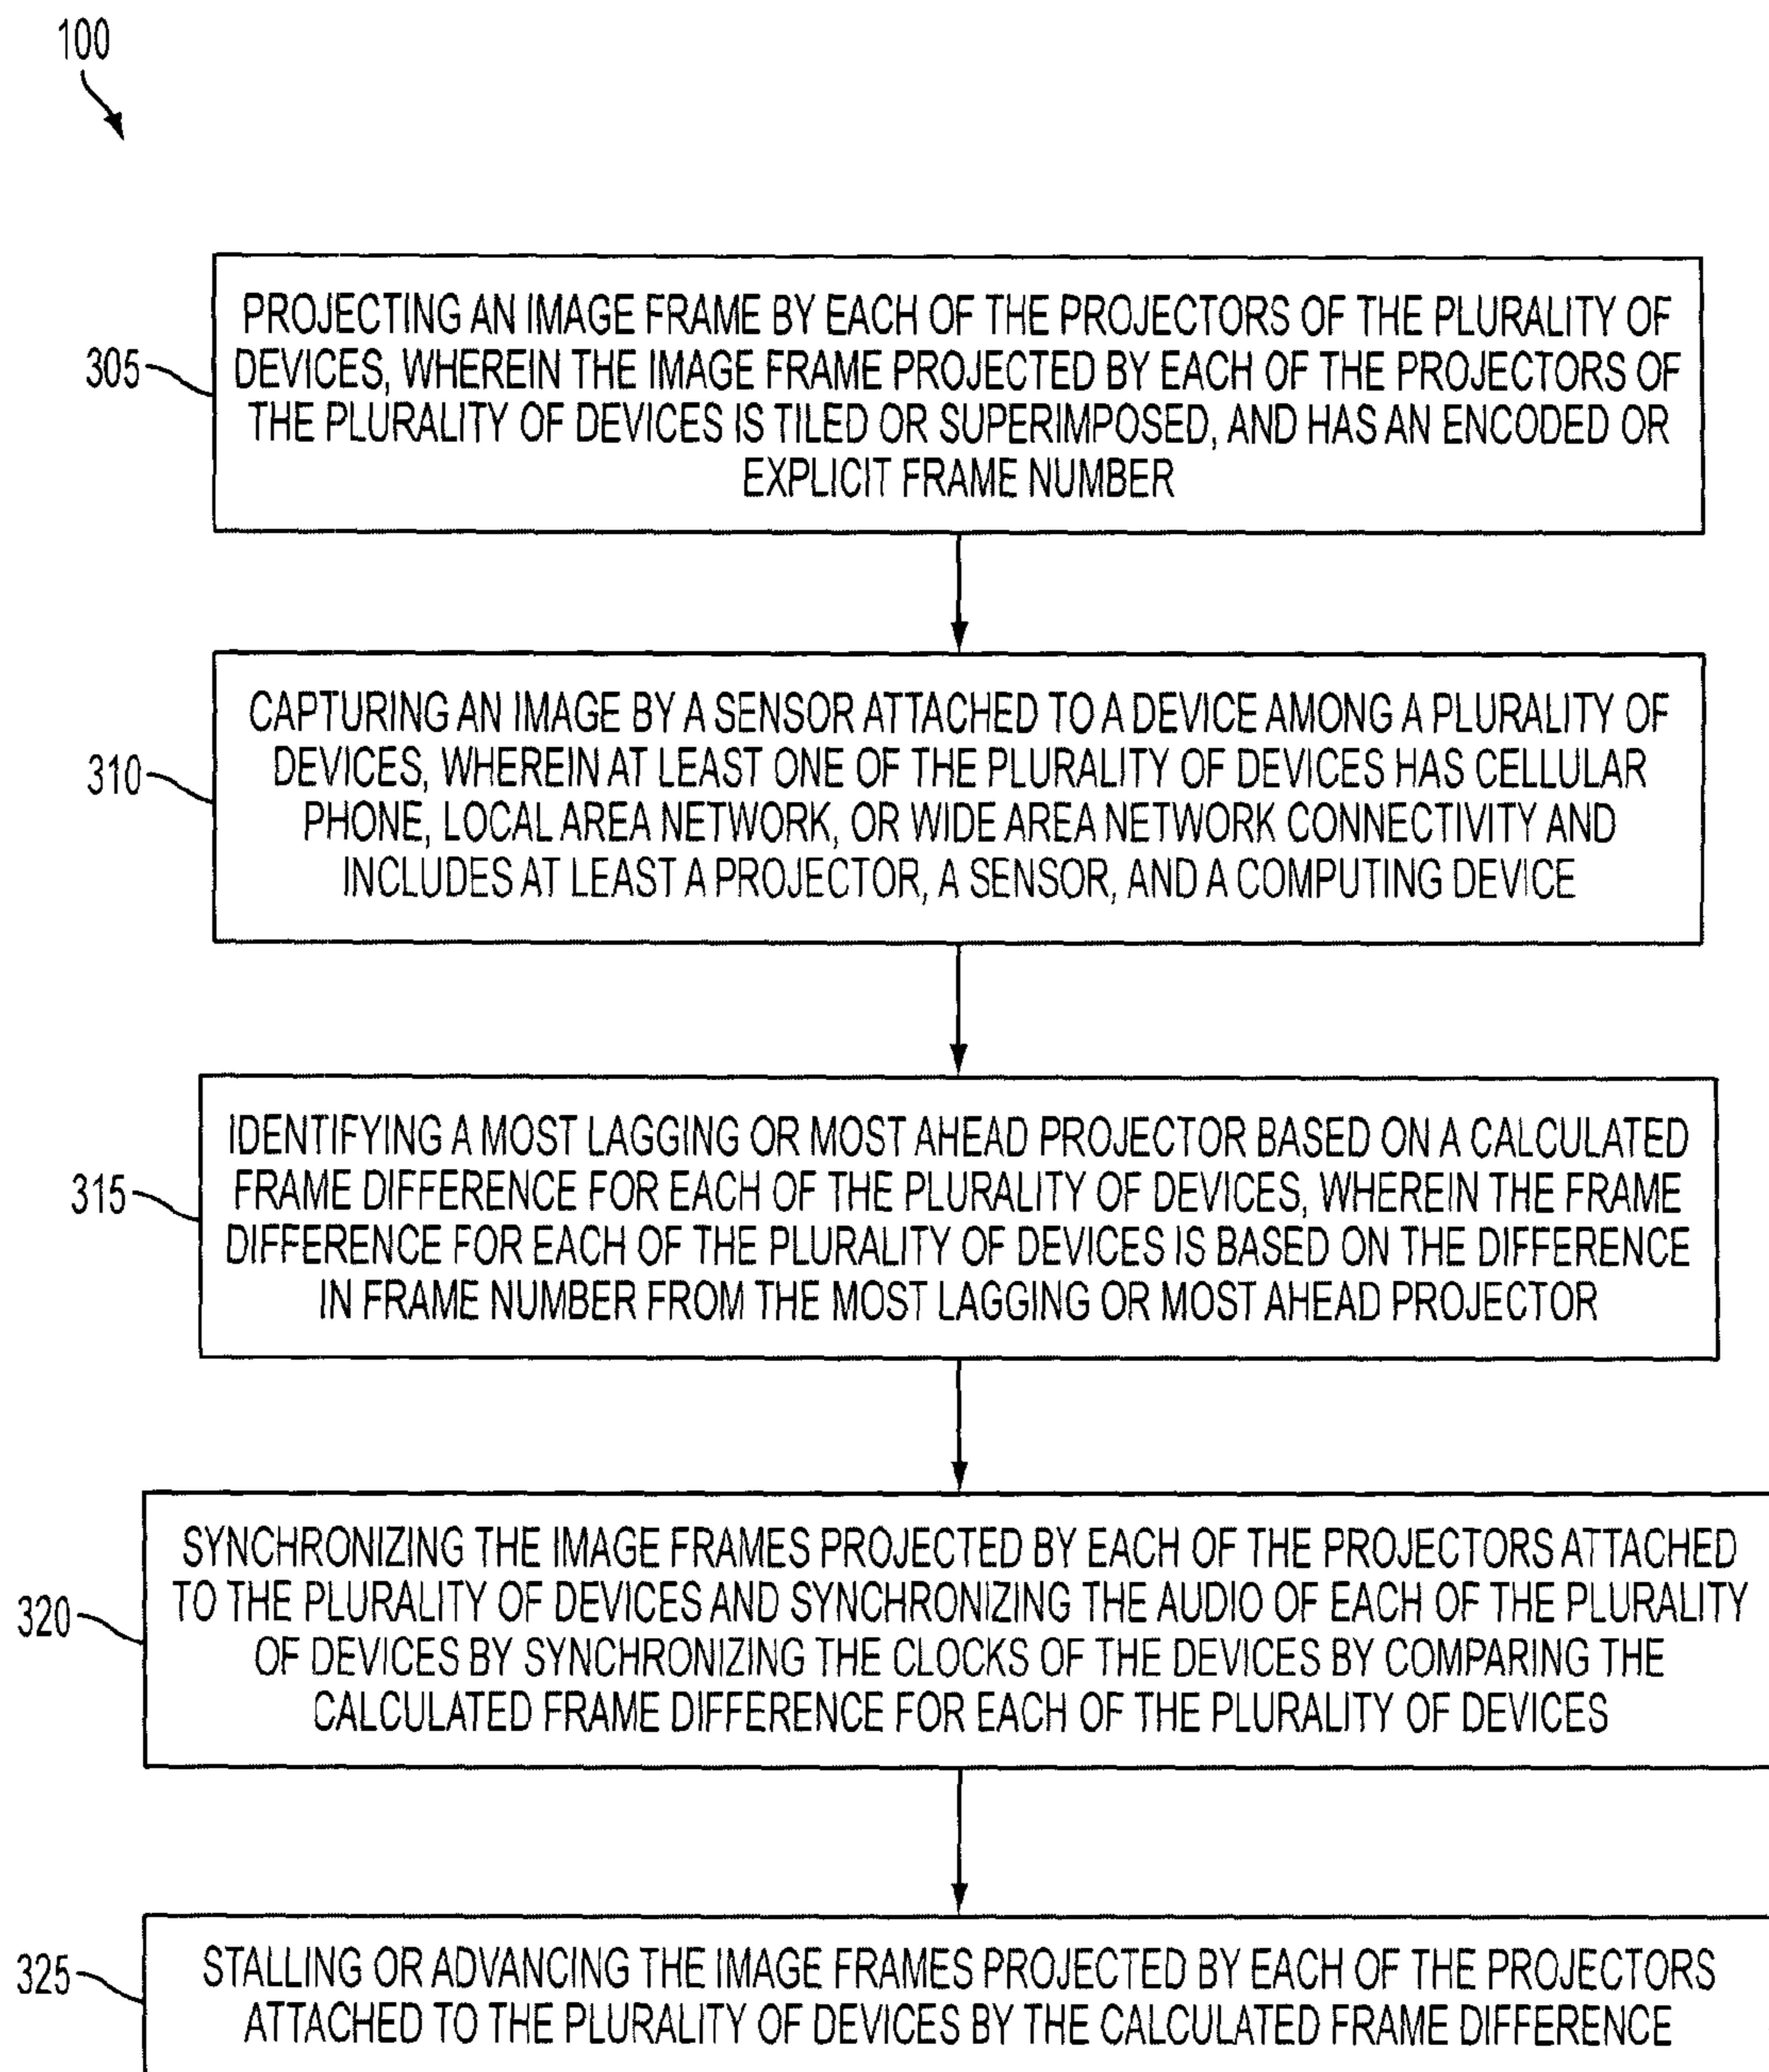 100
305
PROJECTING AN IMAGE FRAME BY EACH OF THE PROJECTORS OF THE PLURALITY OF
DEVICES, WHEREIN THE IMAGE FRAME PROJECTED BY EACH OF THE PROJECTORS OF
THE PLURALITY OF DEVICES IS TILED OR SUPERIMPOSED, AND HAS AN ENCODED OR
EXPLICIT FRAME NUMBER
310
CAPTURING AN IMAGE BY A SENSOR ATTACHED TO A DEVICE AMONG A PLURALITY OF
DEVICES, WHEREIN AT LEAST ONE OF THE PLURALITY OF DEVICES HAS CELLULAR
PHONE, LOCAL AREA NETWORK, OR WIDE AREA NETWORK CONNECTIVITY AND
INCLUDES AT LEAST A PROJECTOR, A SENSOR, AND A COMPUTING DEVICE
315
IDENTIFYING A MOST LAGGING OR MOST AHEAD PROJECTOR BASED ON A CALCULATED
FRAME DIFFERENCE FOR EACH OF THE PLURALITY OF DEVICES, WHEREIN THE FRAME
DIFFERENCE FOR EACH OF THE PLURALITY OF DEVICES IS BASED ON THE DIFFERENCE
IN FRAME NUMBER FROM THE MOST LAGGING OR MOST AHEAD PROJECTOR
320
SYNCHRONIZING THE IMAGE FRAMES PROJECTED BY EACH OF THE PROJECTORS ATTACHED
TO THE PLURALITY OF DEVICES AND SYNCHRONIZING THE AUDIO OF EACH OF THE PLURALITY
OF DEVICES BY SYNCHRONIZING THE CLOCKS OF THE DEVICES BY COMPARING THE
CALCULATED FRAME DIFFERENCE FOR EACH OF THE PLURALITY OF DEVICES
325
STALLING OR ADVANCING THE IMAGE FRAMES PROJECTED BY EACH OF THE PROJECTORS
ATTACHED TO THE PLURALITY OF DEVICES BY THE CALCULATED FRAME DIFFERENCE